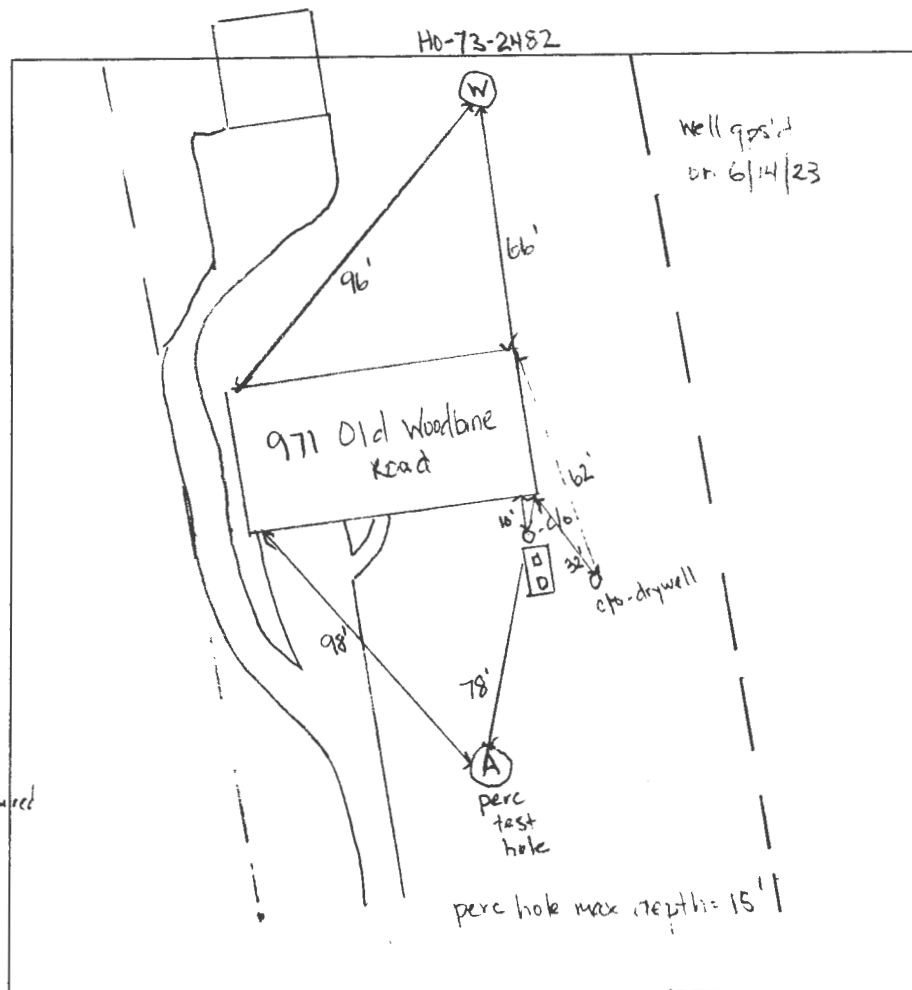 HO-73-2482
W
well gps'd
on 6/14/23
96'
66'
971 Old Woodbine
Road
62'
10'
c/o
32'
c/o-drywell
98'
78'
A
perc
test
hole
perc hole max depth= 15'